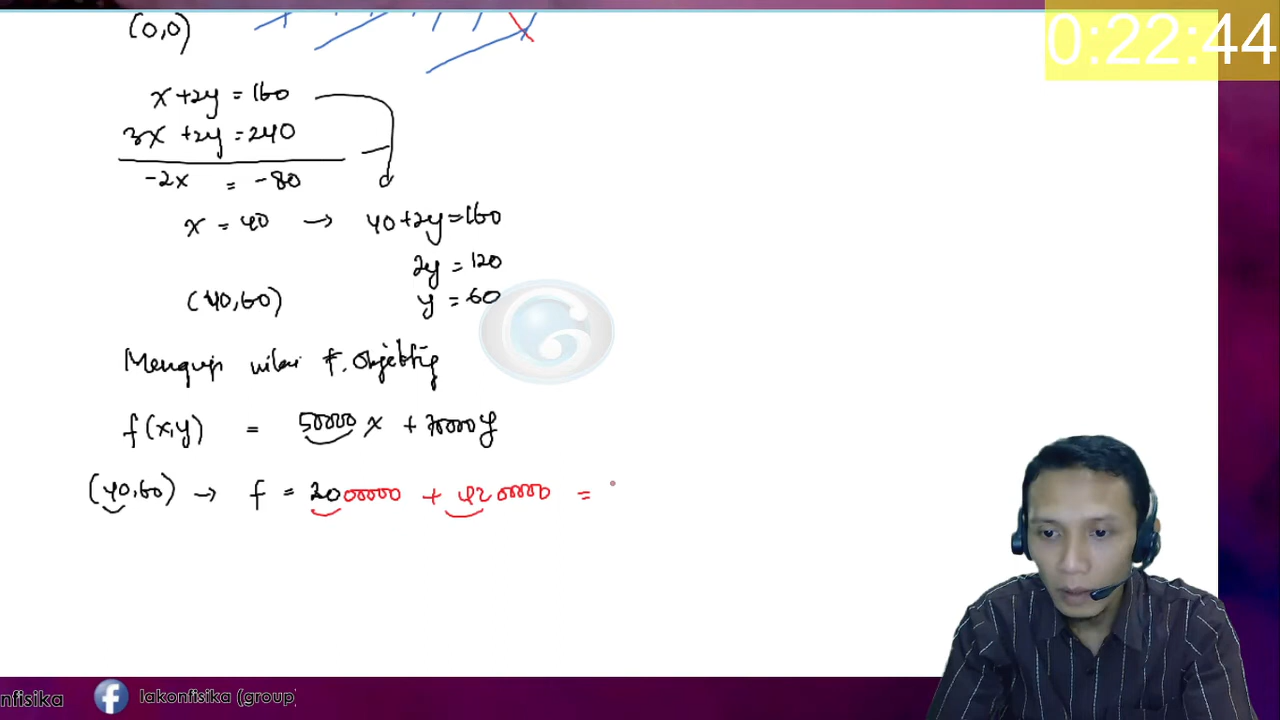 (0,0)
0:22:44
x + 2y = 160
3x + 2y = 240
-2x = -80
x = 40 → 40 + 2y = 160
2y = 120
(40,60) y = 60
Menguji nilai f. Objektif
f(x,y) = 50000 x + 70000 y
(40,60) → f = 2000000 + 4200000 =
nfisika lakonfisika (group)